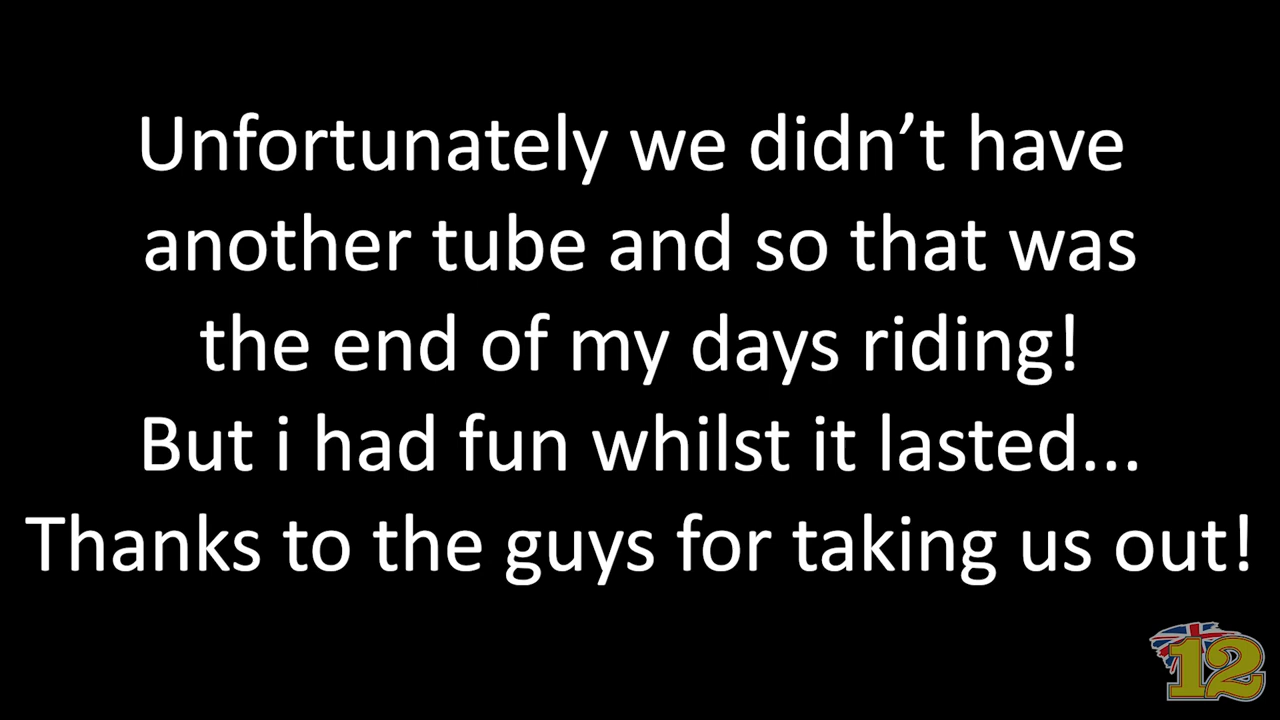 Unfortunately we didn’t have
another tube and so that was
the end of my days riding!
But i had fun whilst it lasted...
Thanks to the guys for taking us out!
12